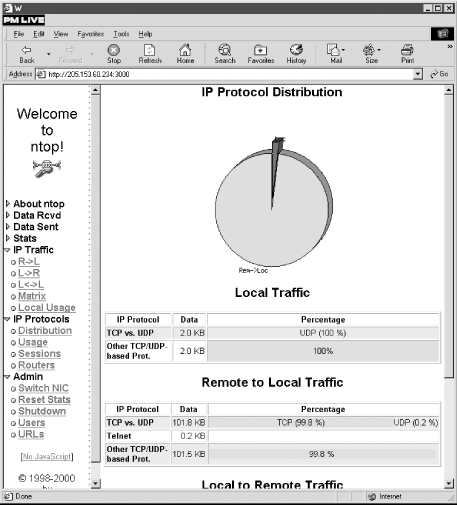 W
PM LIVE
File Edit View Favorites Tools Help
Back Forward Stop Refresh Home Search Favorites History Mail Size Print
Address http://205.153.60.234:3000 Go
Welcome
to
ntop!
About ntop
Data Rcvd
Data Sent
Stats
IP Traffic
R->L
L->R
L<->L
Matrix
Local Usage
IP Protocols
Distribution
Usage
Sessions
Routers
Admin
Switch NIC
Reset Stats
Shutdown
Users
URLs
[No JavaScript]
© 1998-2000
by
IP Protocol Distribution
Rem->Loc
Local Traffic
IP Protocol Data Percentage
TCP vs. UDP 2.0 KB UDP (100 %)
Other TCP/UDP-
based Prot. 2.0 KB 100%
Remote to Local Traffic
IP Protocol Data Percentage
TCP vs. UDP 101.8 KB TCP (99.8 %) UDP (0.2 %)
Telnet 0.2 KB
Other TCP/UDP-
based Prot. 101.5 KB 99.8 %
Local to Remote Traffic
Done Internet